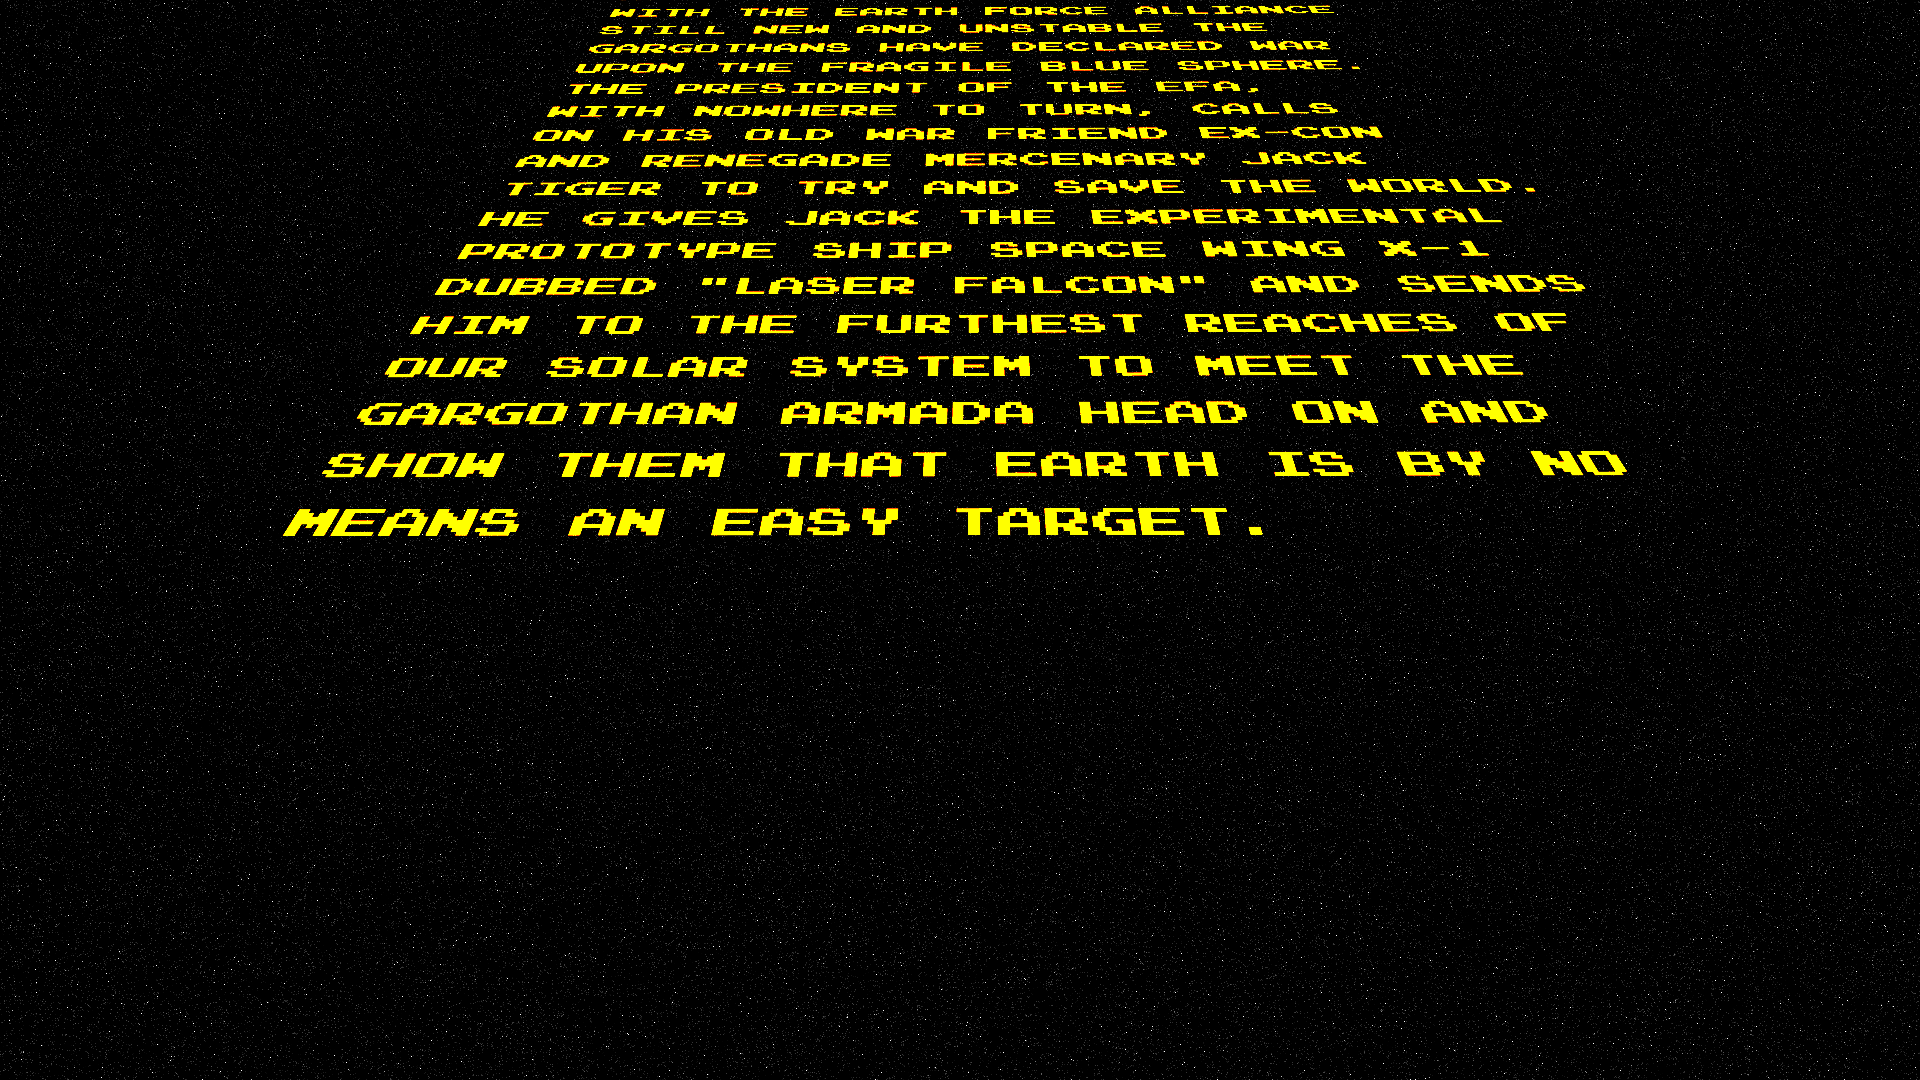 WITH THE EARTH FORCE ALLIANCE
STILL NEW AND UNSTABLE THE
GARGOTHANS HAVE DECLARED WAR
UPON THE FRAGILE BLUE SPHERE.
THE PRESIDENT OF THE EFA,
WITH NOWHERE TO TURN, CALLS
ON HIS OLD WAR FRIEND EX-CON
AND RENEGADE MERCENARY JACK
TIGER TO TRY AND SAVE THE WORLD.
HE GIVES JACK THE EXPERIMENTAL
PROTOTYPE SHIP SPACE WING X-1
DUBBED "LASER FALCON" AND SENDS
HIM TO THE FURTHEST REACHES OF
OUR SOLAR SYSTEM TO MEET THE
GARGOTHAN ARMADA HEAD ON AND
SHOW THEM THAT EARTH IS BY NO
MEANS AN EASY TARGET.